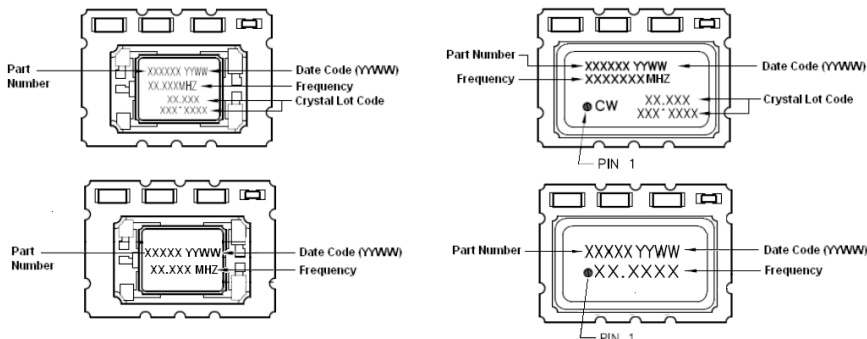 Part Number
XXXXXX YYWW
Date Code (YYWW)
XX.XXXMHZ
Frequency
XX.XXX
XXX-XXXX
Crystal Lot Code
Part Number
XXXXXX YYWW
Date Code (YYWW)
Frequency
XXXXXXXMHZ
CW
XX.XXX
XXX-XXXX
Crystal Lot Code
PIN 1
Part Number
XXXXX YYWW
Date Code (YYWW)
XX.XXX MHZ
Frequency
Part Number
XXXXX YYWW
Date Code (YYWW)
XX.XXXX
Frequency
PIN 1